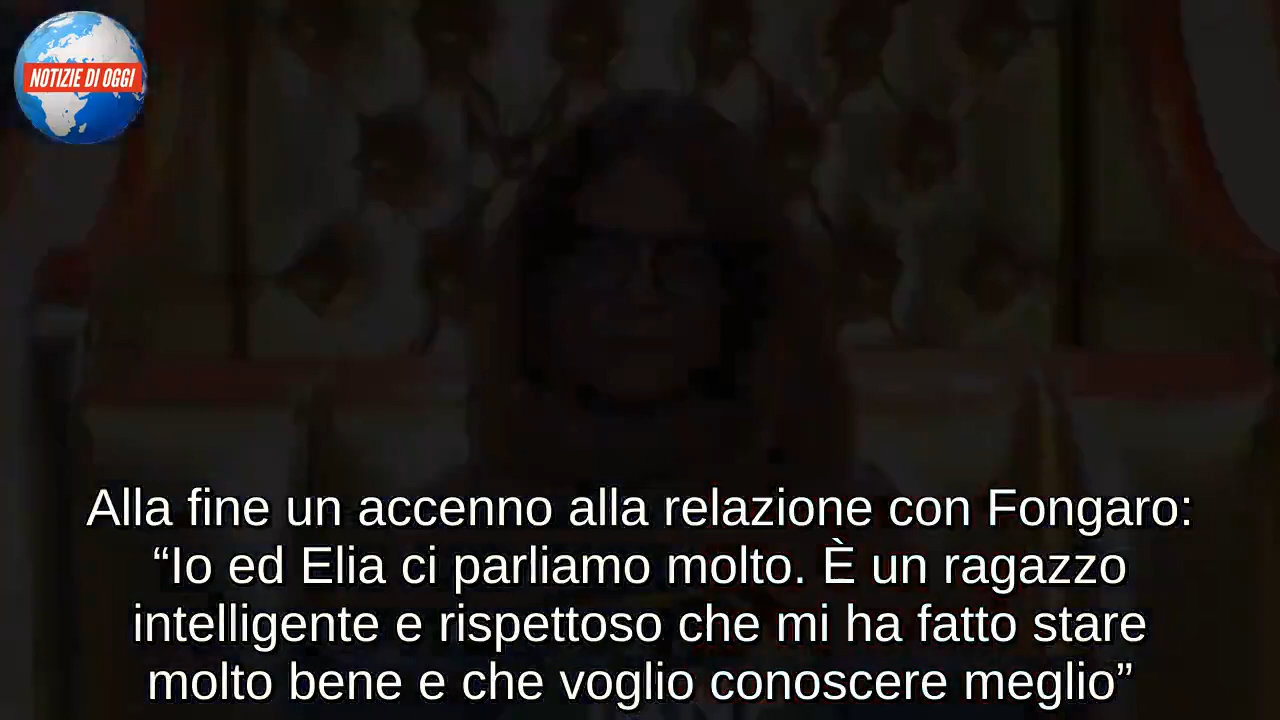 NOTIZIE DI OGGI
Alla fine un accenno alla relazione con Fongaro:
“Io ed Elia ci parliamo molto. È un ragazzo
intelligente e rispettoso che mi ha fatto stare
molto bene e che voglio conoscere meglio”